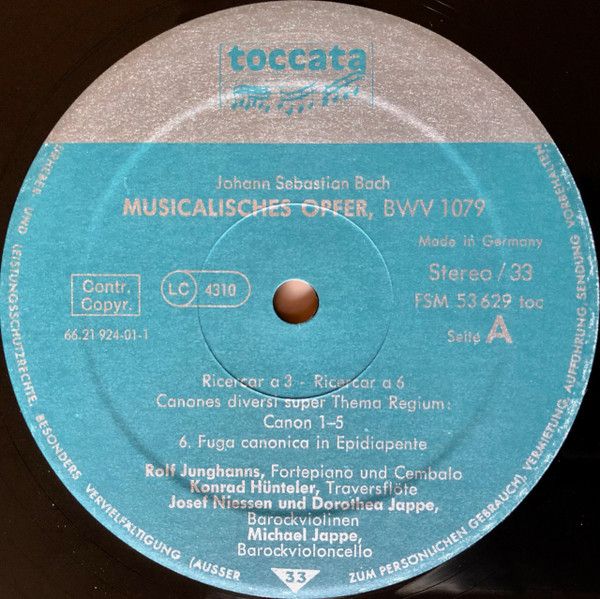 toccata
Johann Sebastian Bach
MUSICALISCHES OPFER, BWV 1079
Made in Germany
Contr.
Copyr.
LC 4310
Stereo / 33
FSM 53 629 toc
66.21 924-01-1
Seite A
Ricercar a 3 - Ricercar a 6
Canones diversi super Thema Regium:
Canon 1-5
6. Fuga canonica in Epidiapente
Rolf Junghanns, Fortepiano und Cembalo
Konrad Hünteler, Traversflöte
Josef Niessen und Dorothea Jappe,
Barockviolinen
Michael Jappe,
Barockvioloncello
33
URHEBER UND LEISTUNGSSCHUTZRECHTE, BESONDERS VERVIELFÄLTIGUNG (AUSSER ZUM PERSÖNLICHEN GEBRAUCH), VERMIETUNG, AUFFÜHRUNG, SENDUNG VORBEHALTEN